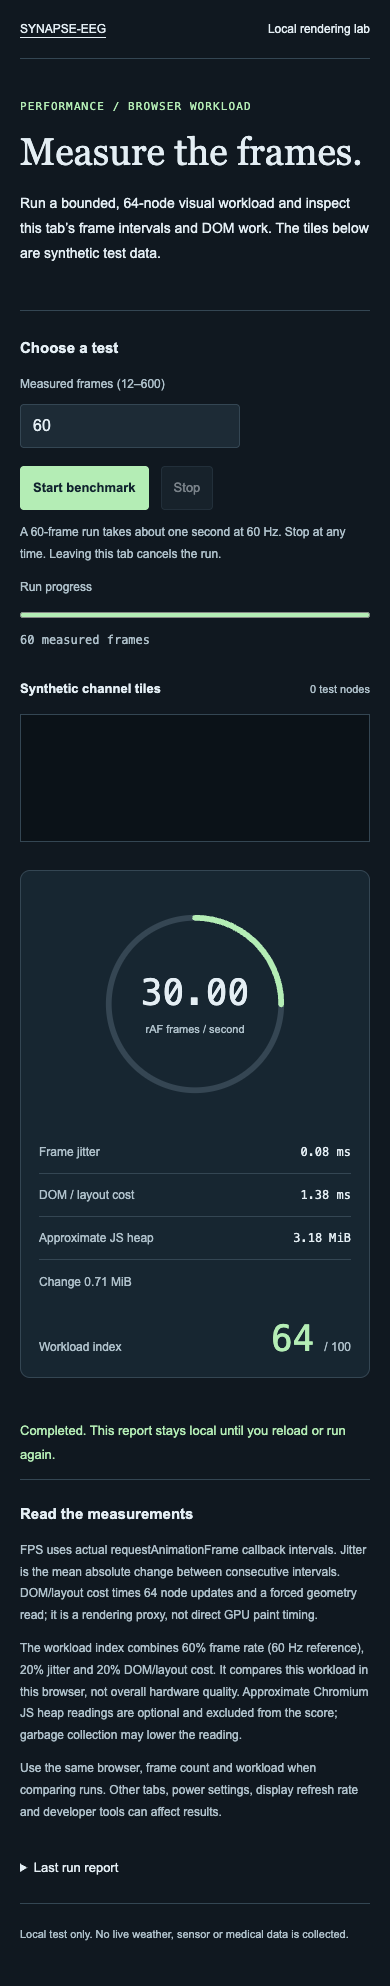 SYNAPSE-EEG
Local rendering lab
PERFORMANCE / BROWSER WORKLOAD
Measure the frames.
Run a bounded, 64-node visual workload and inspect
this tab’s frame intervals and DOM work. The tiles below
are synthetic test data.
Choose a test
Measured frames (12–600)
60
Start benchmark
Stop
A 60-frame run takes about one second at 60 Hz. Stop at any
time. Leaving this tab cancels the run.
Run progress
60 measured frames
Synthetic channel tiles
0 test nodes
30.00
rAF frames / second
Frame jitter
0.08 ms
DOM / layout cost
1.38 ms
Approximate JS heap
3.18 MiB
Change 0.71 MiB
Workload index
64 / 100
Completed. This report stays local until you reload or run
again.
Read the measurements
FPS uses actual requestAnimationFrame callback intervals. Jitter
is the mean absolute change between consecutive intervals.
DOM/layout cost times 64 node updates and a forced geometry
read; it is a rendering proxy, not direct GPU paint timing.
The workload index combines 60% frame rate (60 Hz reference),
20% jitter and 20% DOM/layout cost. It compares this workload in
this browser, not overall hardware quality. Approximate Chromium
JS heap readings are optional and excluded from the score;
garbage collection may lower the reading.
Use the same browser, frame count and workload when
comparing runs. Other tabs, power settings, display refresh rate
and developer tools can affect results.
Last run report
Local test only. No live weather, sensor or medical data is collected.